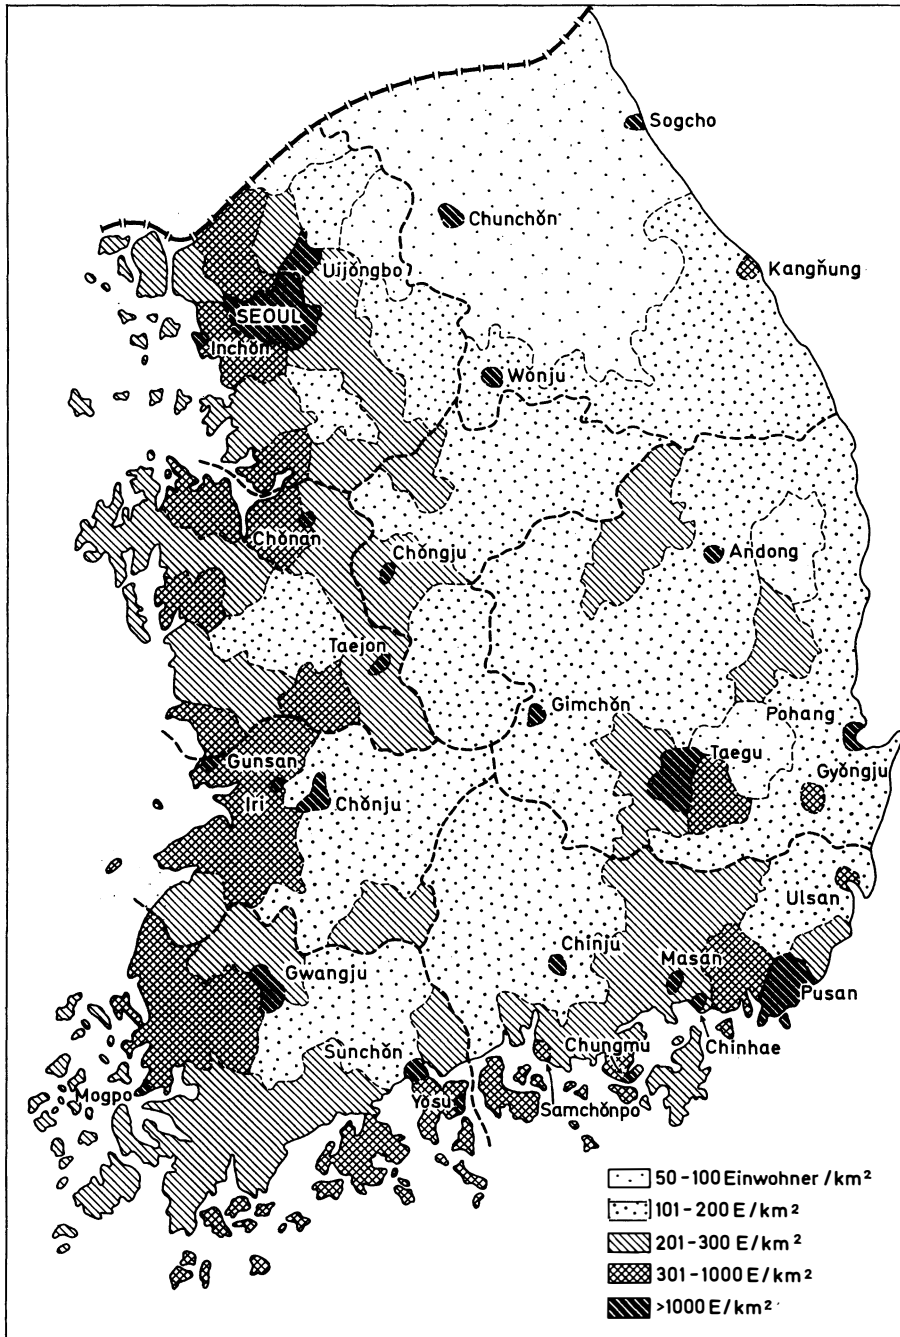 Sogcho
Chunchŏn
Uijŏngbo
Kangňung
SEOUL
Inchŏn
Wŏnju
Chŏnan
Chŏngju
Andong
Taejon
Gimchŏn
Pohang
Gunsan
Taegu
Gyŏngju
Iri
Chŏnju
Ulsan
Chinju
Masan
Gwangju
Pusan
Sunchŏn
Chungmu
Chinhae
Mogpo
Yŏsu
Samchŏnpo
50-100 Einwohner/km²
101-200 E/km²
201-300 E/km²
301-1000 E/km²
>1000 E/km²